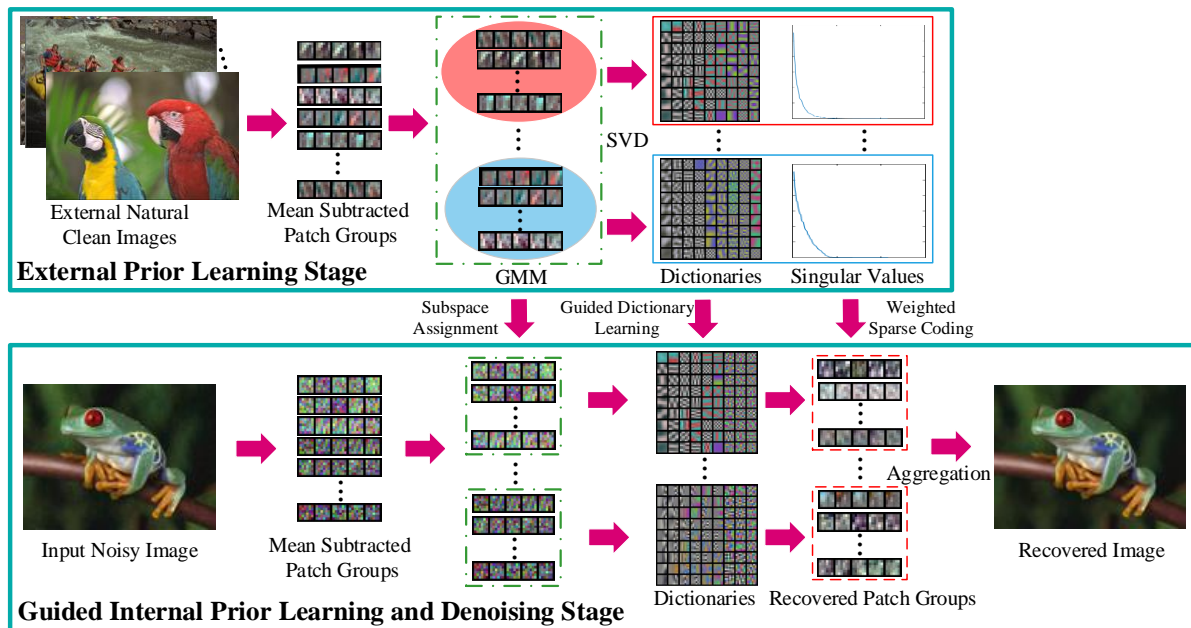 External Natural
Clean Images
Mean Subtracted
Patch Groups
GMM
SVD
Dictionaries
Singular Values
External Prior Learning Stage
Subspace
Assignment
Guided Dictionary
Learning
Weighted
Sparse Coding
Input Noisy Image
Mean Subtracted
Patch Groups
Dictionaries
Recovered Patch Groups
Aggregation
Recovered Image
Guided Internal Prior Learning and Denoising Stage